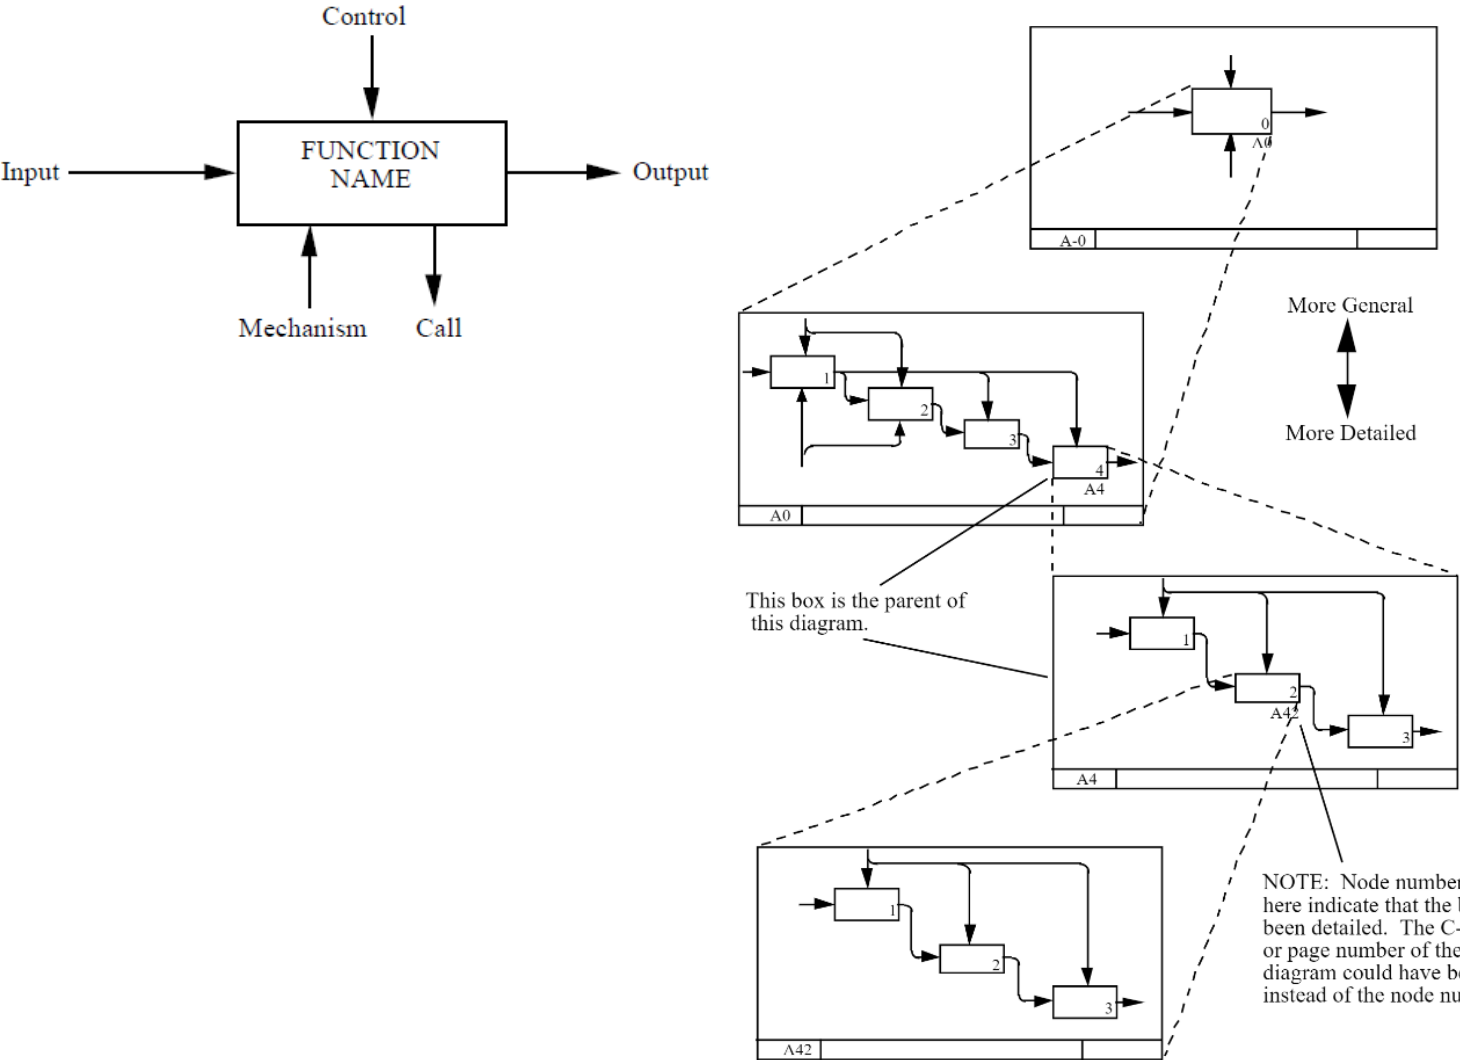 Control
FUNCTION
NAME
Input
Output
Mechanism
Call
0
A0
A-0
More General
More Detailed
1
2
3
4
A4
A0
This box is the parent of
this diagram.
1
2
A42
3
A4
NOTE: Node number
here indicate that the
been detailed. The C-
or page number of the
diagram could have
instead of the node
1
2
3
A42